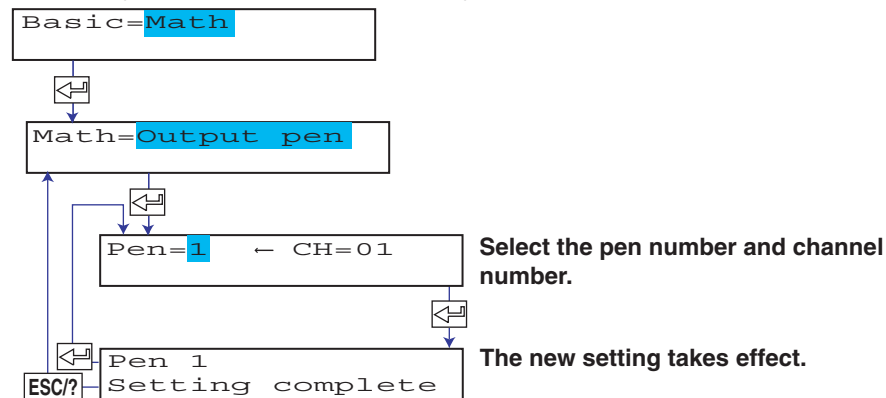 Basic=Math
Math=Output pen
Pen=1 ← CH=01
Select the pen number and channel
number.
Pen 1
Setting complete
The new setting takes effect.
ESC/?